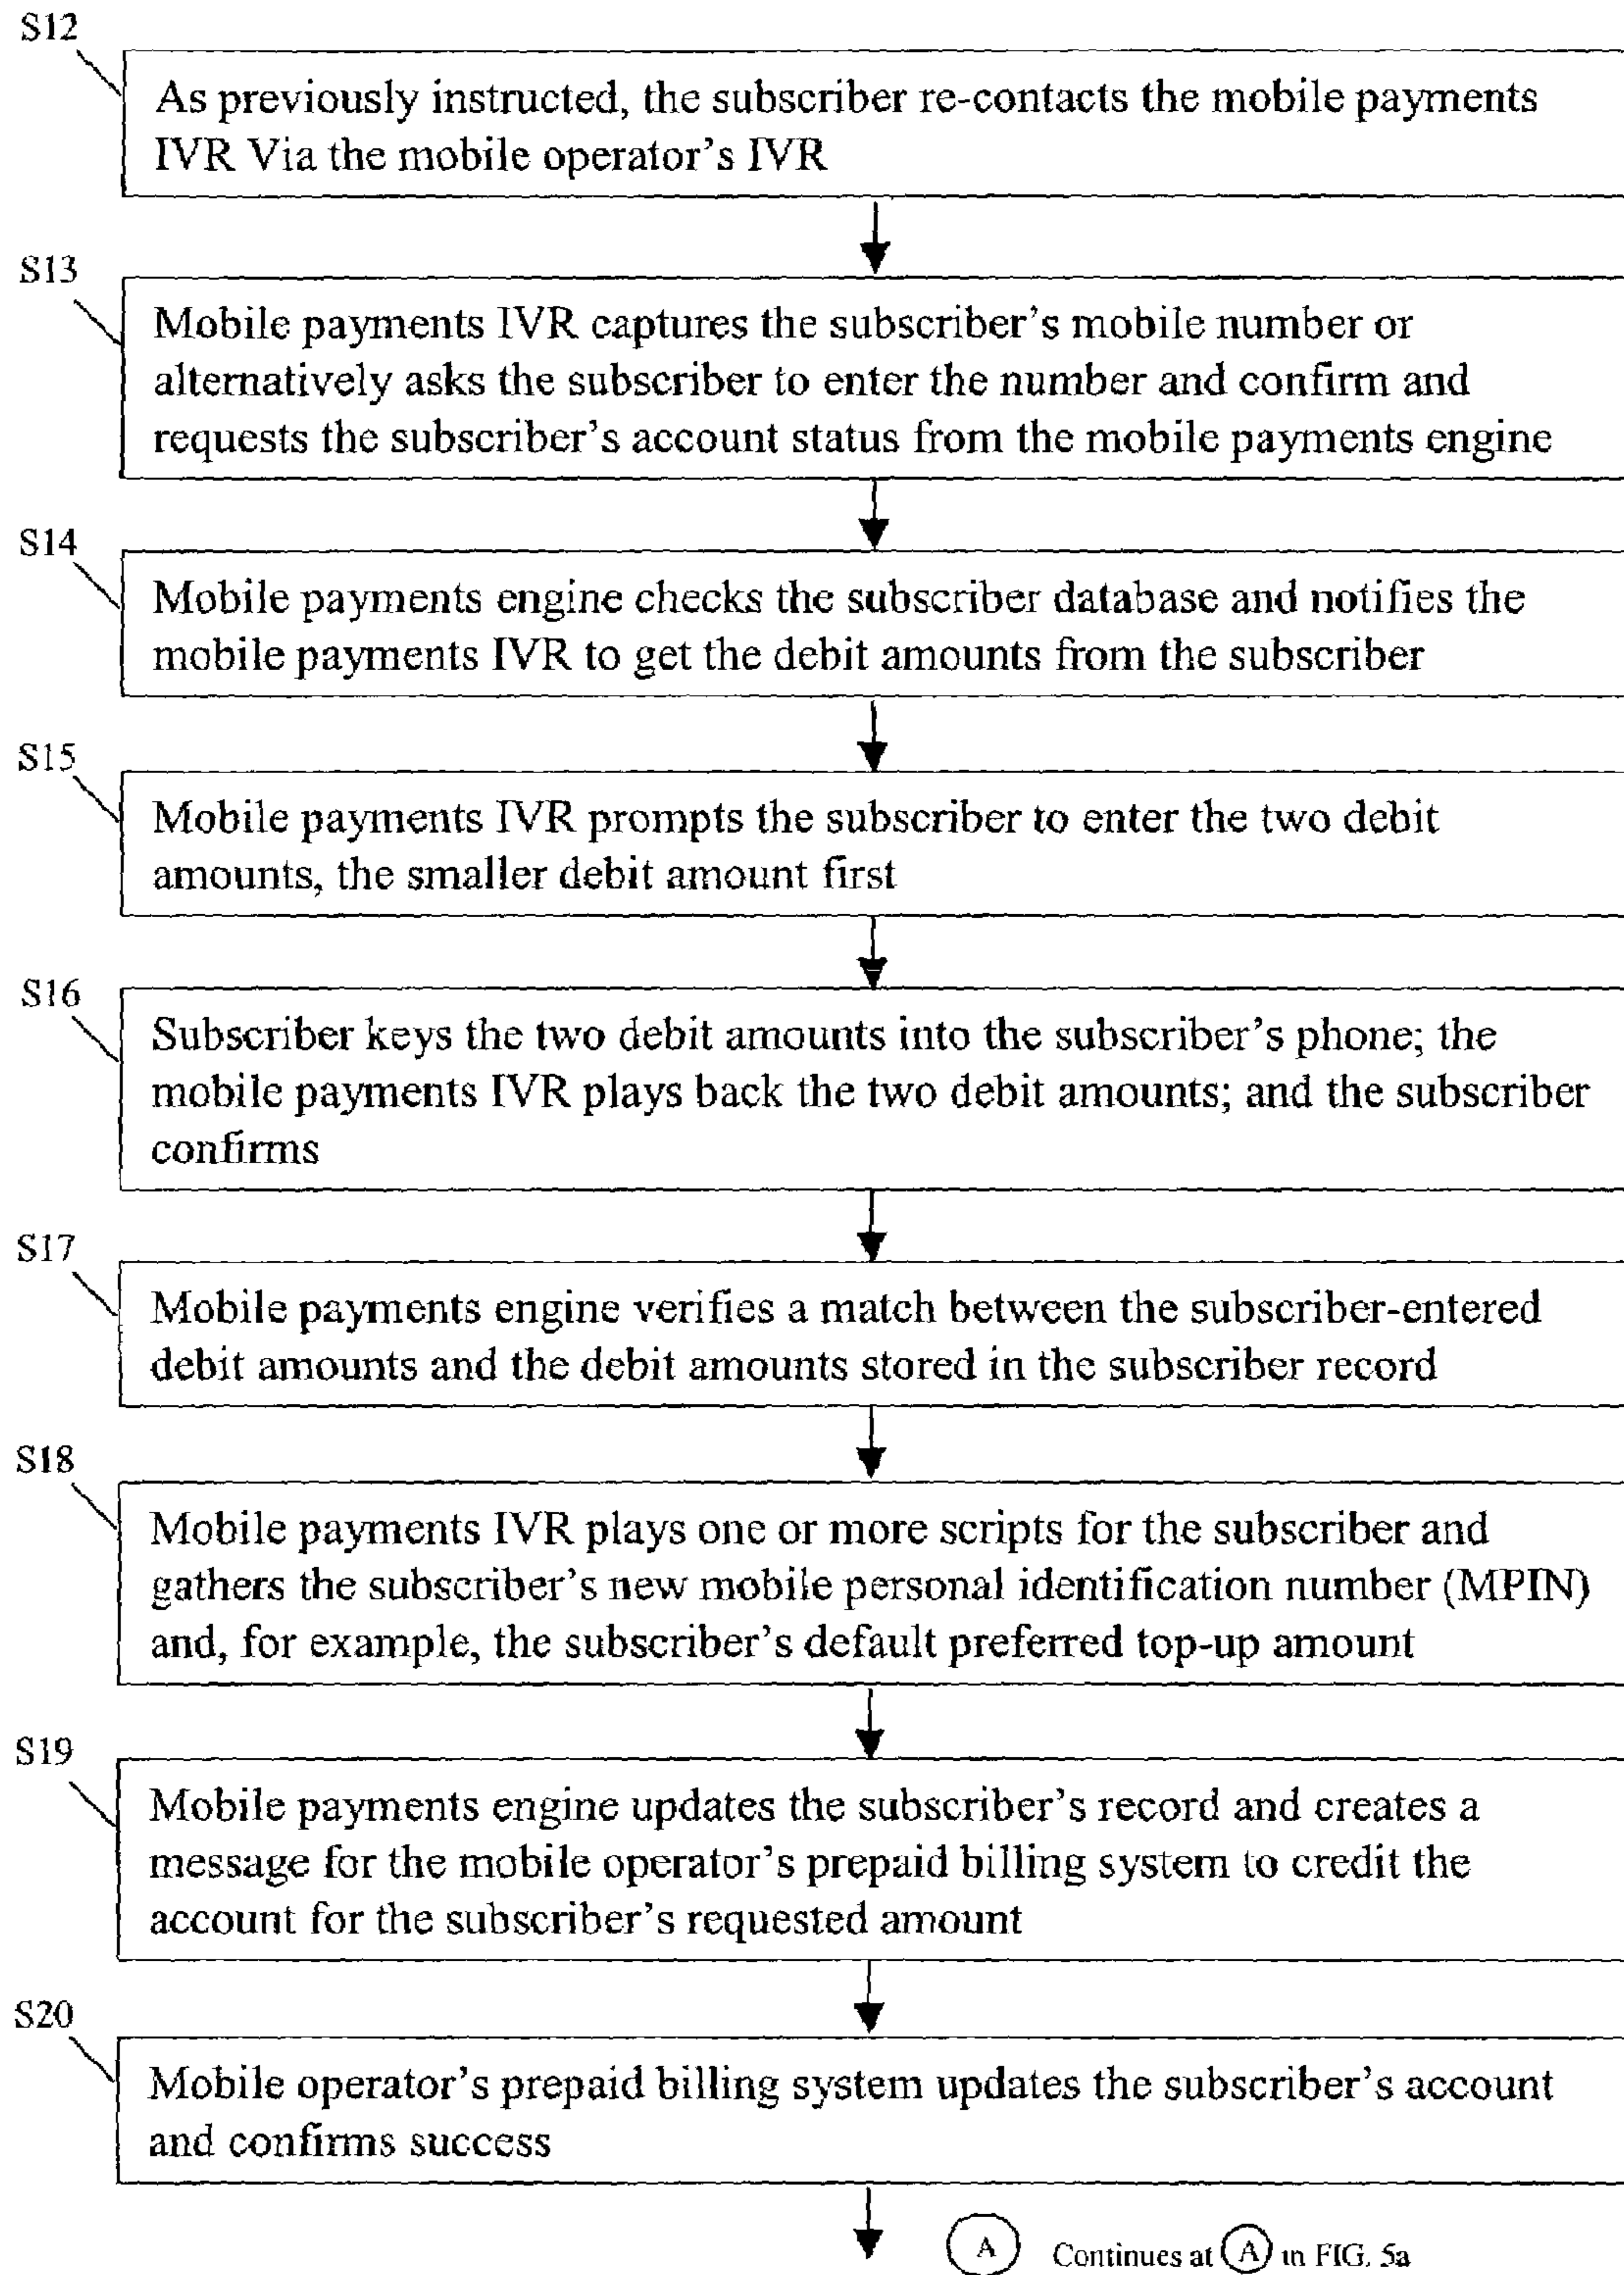 S12
As previously instructed, the subscriber re-contacts the mobile payments
IVR Via the mobile operator's IVR
S13
Mobile payments IVR captures the subscriber's mobile number or
alternatively asks the subscriber to enter the number and confirm and
requests the subscriber's account status from the mobile payments engine
S14
Mobile payments engine checks the subscriber database and notifies the
mobile payments IVR to get the debit amounts from the subscriber
S15
Mobile payments IVR prompts the subscriber to enter the two debit
amounts, the smaller debit amount first
S16
Subscriber keys the two debit amounts into the subscriber's phone; the
mobile payments IVR plays back the two debit amounts; and the subscriber
confirms
S17
Mobile payments engine verifies a match between the subscriber-entered
debit amounts and the debit amounts stored in the subscriber record
S18
Mobile payments IVR plays one or more scripts for the subscriber and
gathers the subscriber's new mobile personal identification number (MPIN)
and, for example, the subscriber's default preferred top-up amount
S19
Mobile payments engine updates the subscriber's record and creates a
message for the mobile operator's prepaid billing system to credit the
account for the subscriber's requested amount
S20
Mobile operator's prepaid billing system updates the subscriber's account
and confirms success
A Continues at A in FIG. 5a